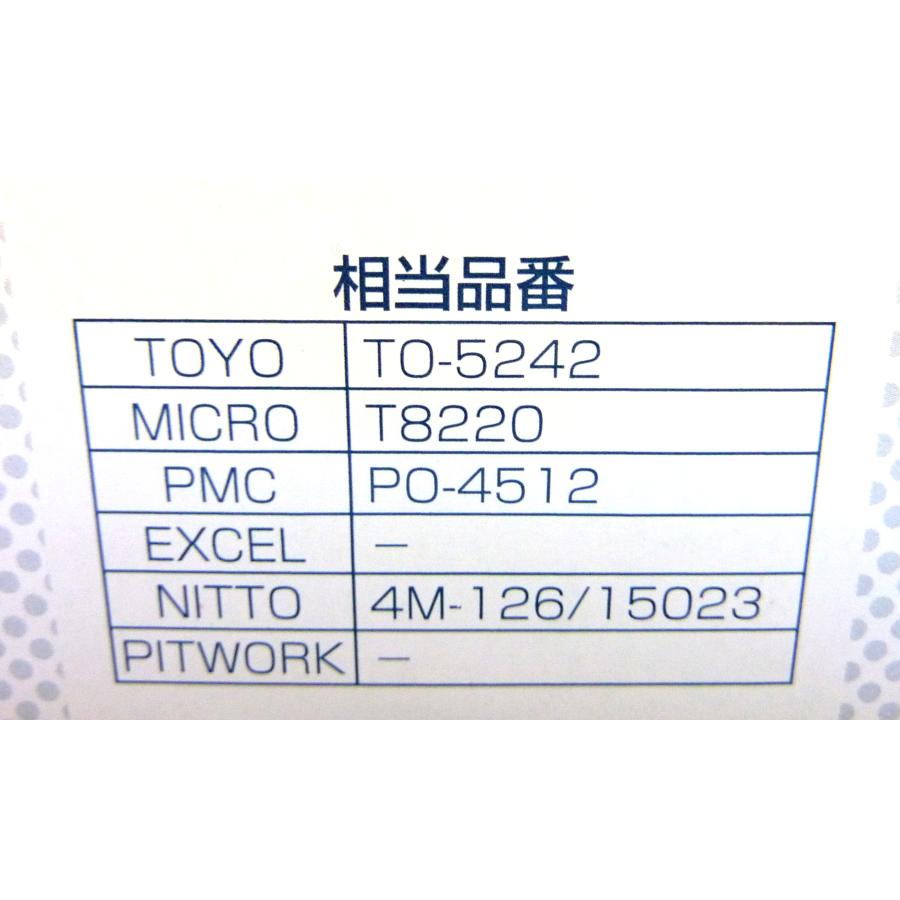 相当品番
TOYO TO-5242
MICRO T8220
PMC PO-4512
EXCEL —
NITTO 4M-126/15023
PITWORK —